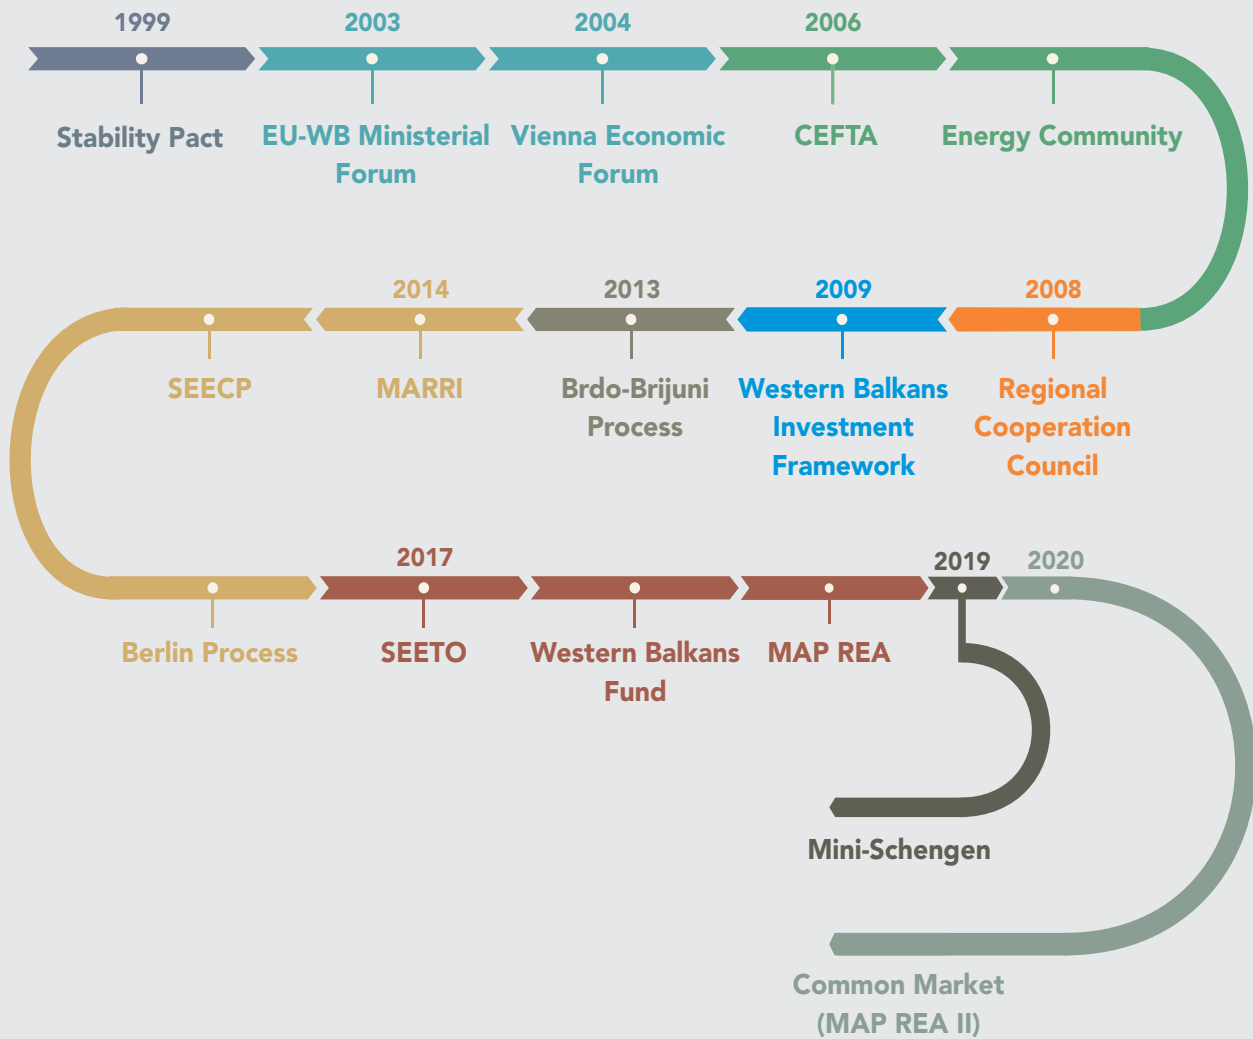 1999
2003
2004
2006
Stability Pact
EU-WB Ministerial
Forum
Vienna Economic
Forum
CEFTA
Energy Community
2008
Regional
Cooperation
Council
2009
Western Balkans
Investment
Framework
2013
Brdo-Brijuni
Process
2014
MARRI
SEECP
Berlin Process
2017
SEETO
Western Balkans
Fund
MAP REA
2019
2020
Mini-Schengen
Common Market
(MAP REA II)